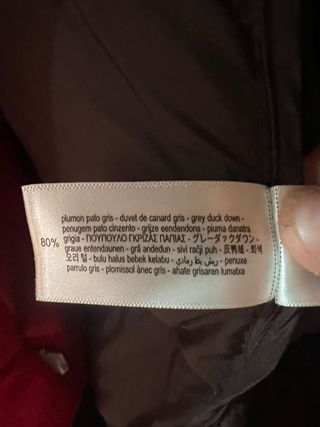 80%
plumon pato gris - duvet de canard gris - grey duck down -
penugem pato cinzento - grijze eendendons - piuma danatra
grigia - ΠΟΥΠΟΥΛΟ ΓΚΡΙΖΑΣ ΠΑΠΙΑΣ - グレーダックダウン -
graue entendaunen - grå andedun - sivi račji puh - 灰鸭绒 - 회색
오리 털 - bulu halus bebek kelabu - ريش بط رمادي - penuxe
parrulo gris - plomissol ànec gris - ahate grisaren lumatxa